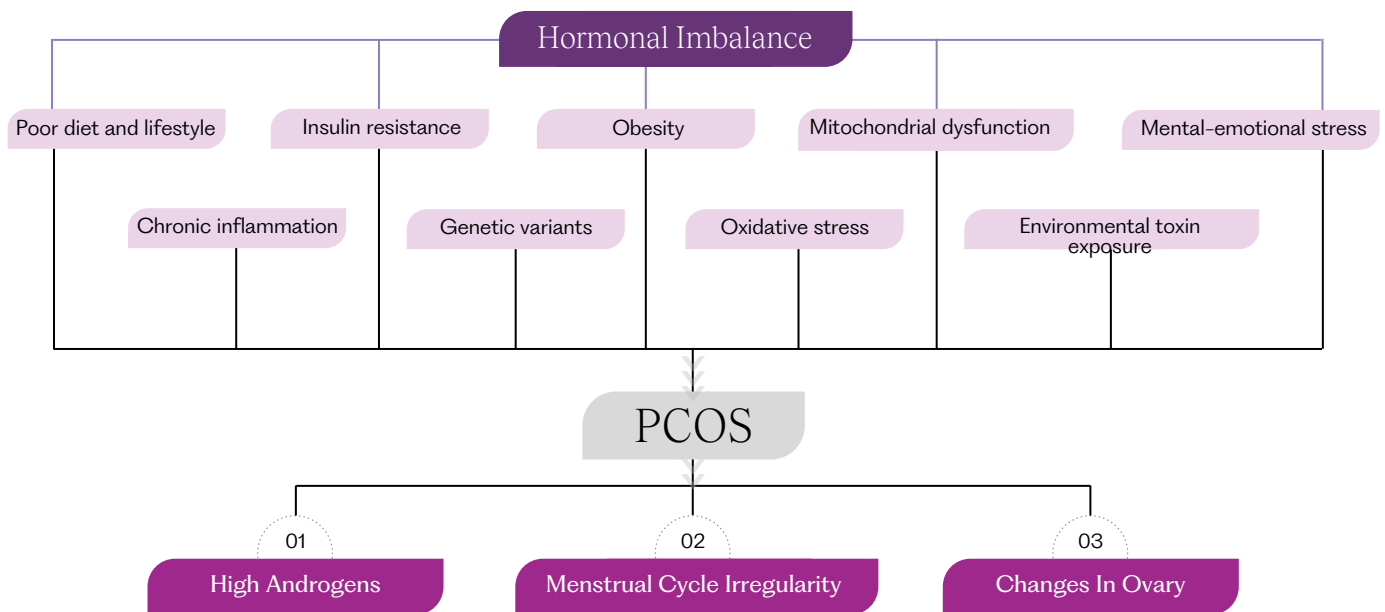 Hormonal Imbalance
Poor diet and lifestyle
Insulin resistance
Obesity
Mitochondrial dysfunction
Mental-emotional stress
Chronic inflammation
Genetic variants
Oxidative stress
Environmental toxin
exposure
PCOS
01
02
03
High Androgens
Menstrual Cycle Irregularity
Changes In Ovary